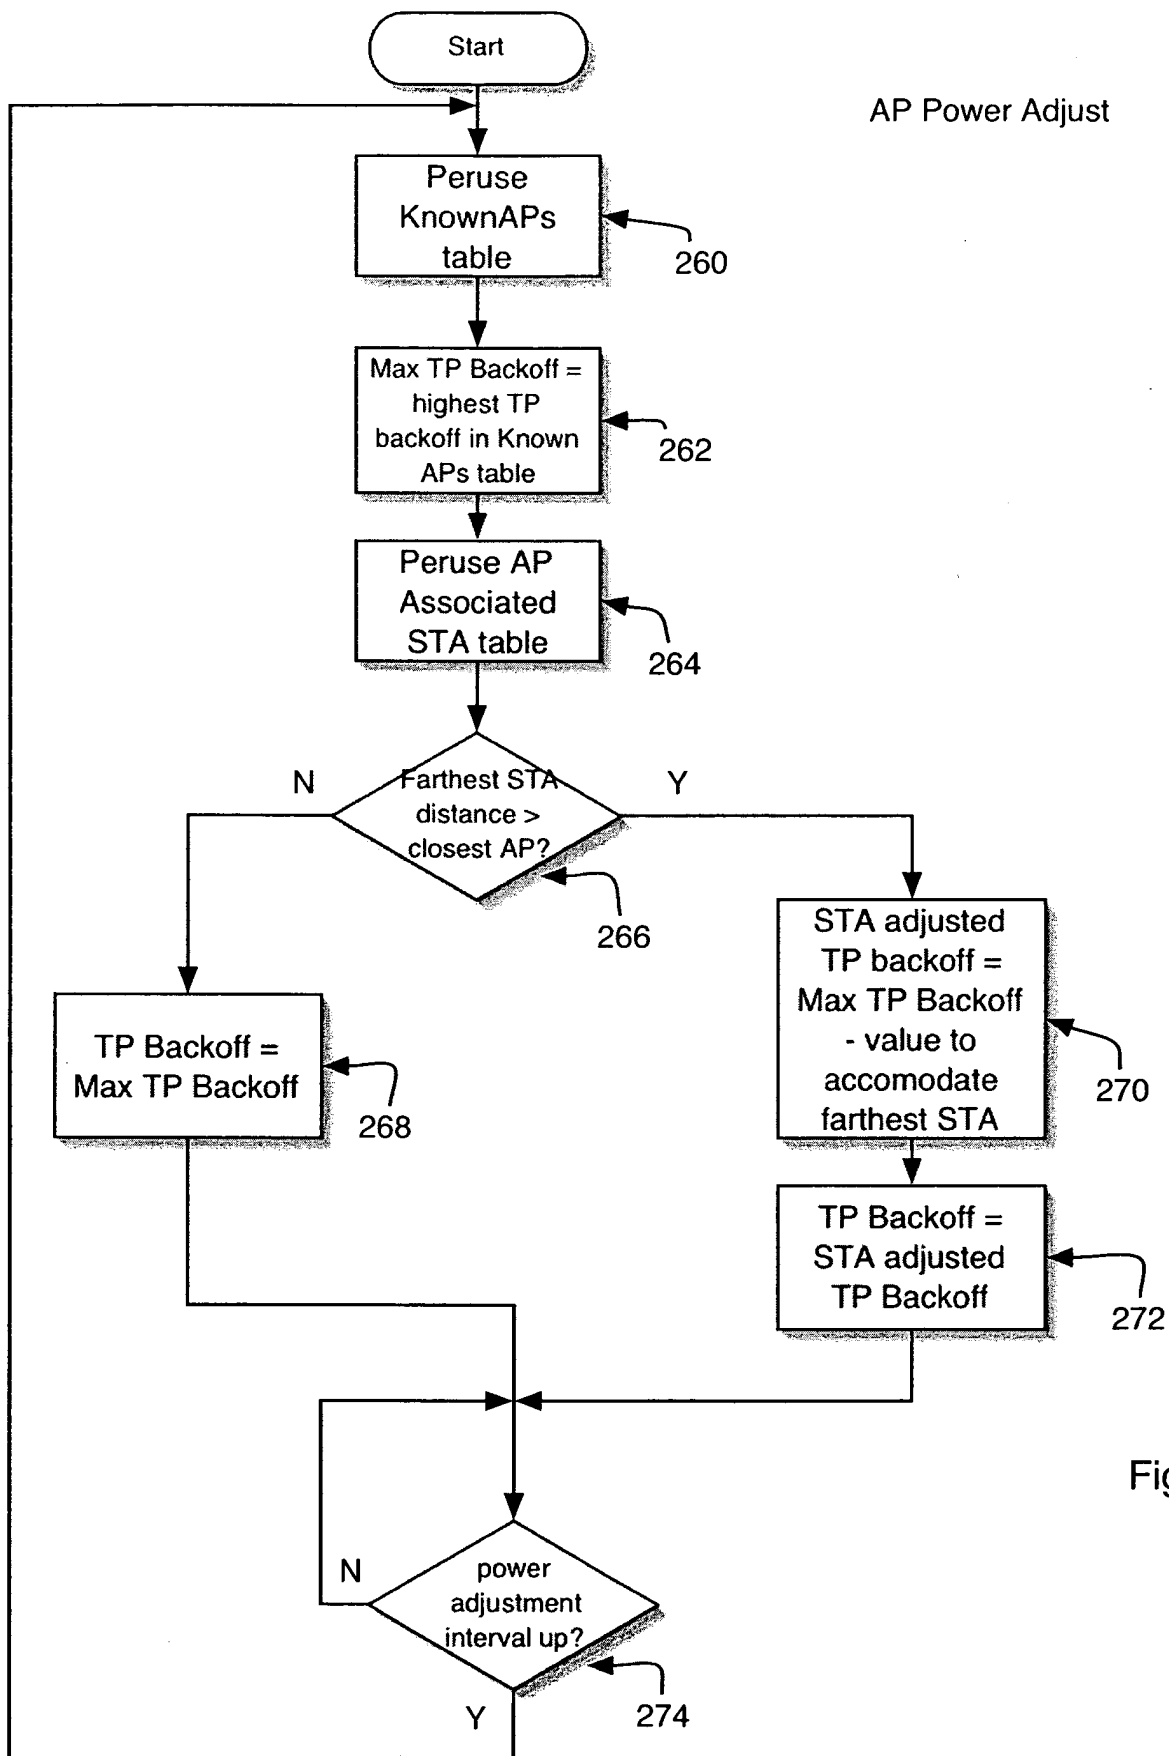 Start
AP Power Adjust
Peruse
KnownAPs
table
260
Max TP Backoff =
highest TP
backoff in Known
APs table
262
Peruse AP
Associated
STA table
264
N
Farthest STA
distance >
closest AP?
Y
266
STA adjusted
TP backoff =
Max TP Backoff
- value to
accomodate
farthest STA
270
TP Backoff =
Max TP Backoff
268
TP Backoff =
STA adjusted
TP Backoff
272
Fig
N
power
adjustment
interval up?
274
Y